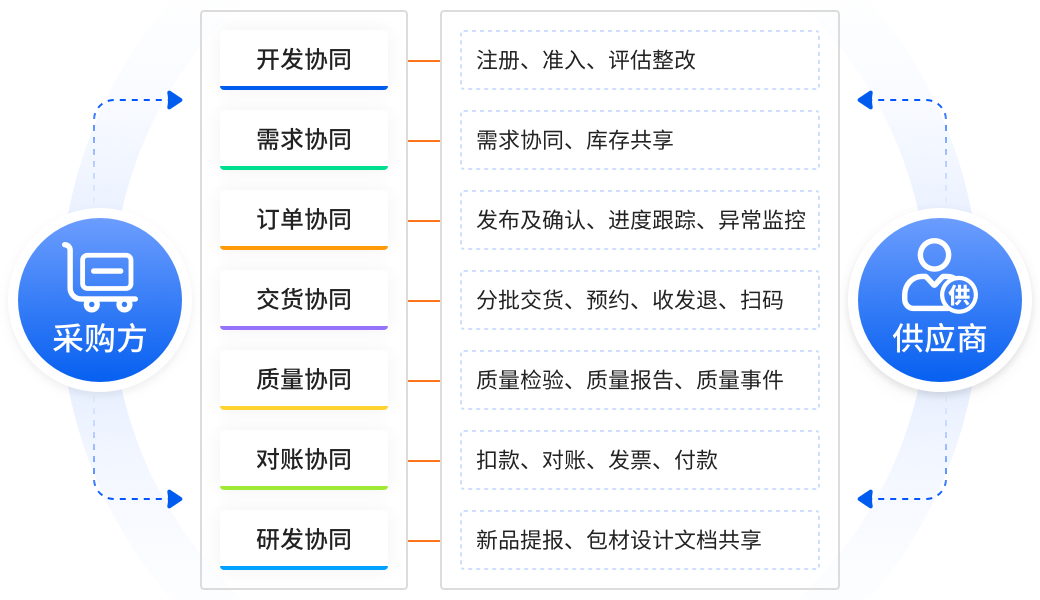 开发协同
注册、准入、评估整改
需求协同
需求协同、库存共享
订单协同
发布及确认、进度跟踪、异常监控
交货协同
分批交货、预约、收发退、扫码
质量协同
质量检验、质量报告、质量事件
对账协同
扣款、对账、发票、付款
研发协同
新品提报、包材设计文档共享
采购方
供
供应商